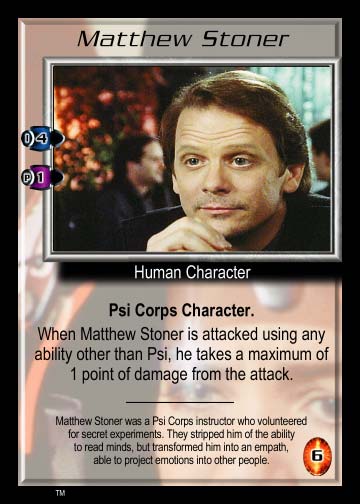 Matthew Stoner
4
1
Human Character
Psi Corps Character.
When Matthew Stoner is attacked using any
ability other than Psi, he takes a maximum of
1 point of damage from the attack.
Matthew Stoner was a Psi Corps instructor who volunteered
for secret experiments. They stripped him of the ability
to read minds, but transformed him into an empath,
able to project emotions into other people.
6
TM